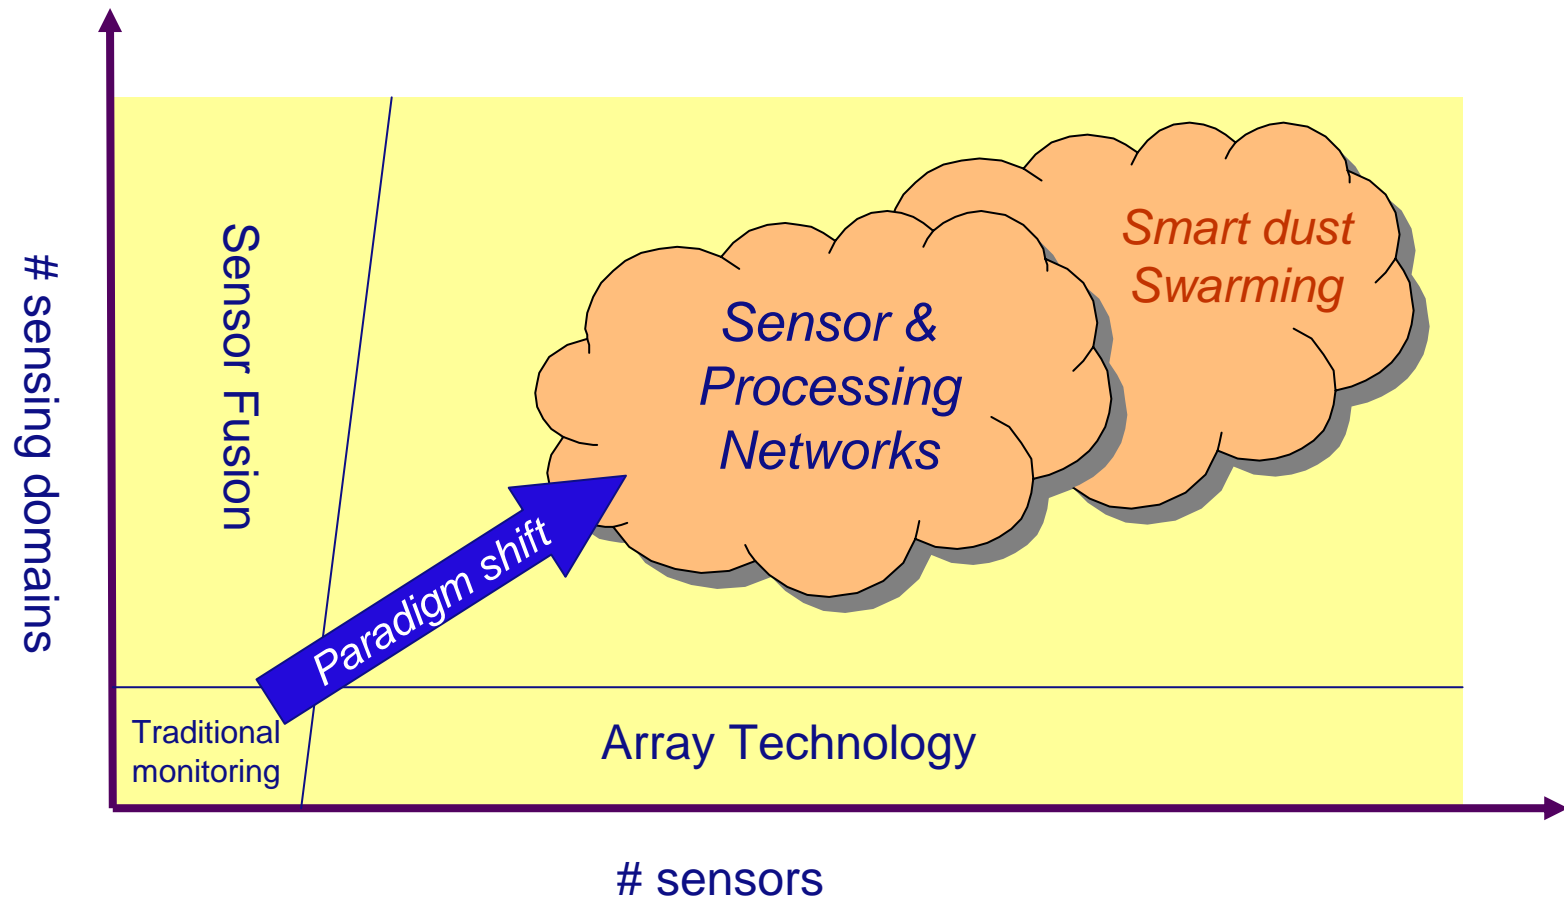 # sensing domains
Sensor Fusion
Smart dust
Swarming
Sensor &
Processing
Networks
Paradigm shift
Traditional
monitoring
Array Technology
# sensors